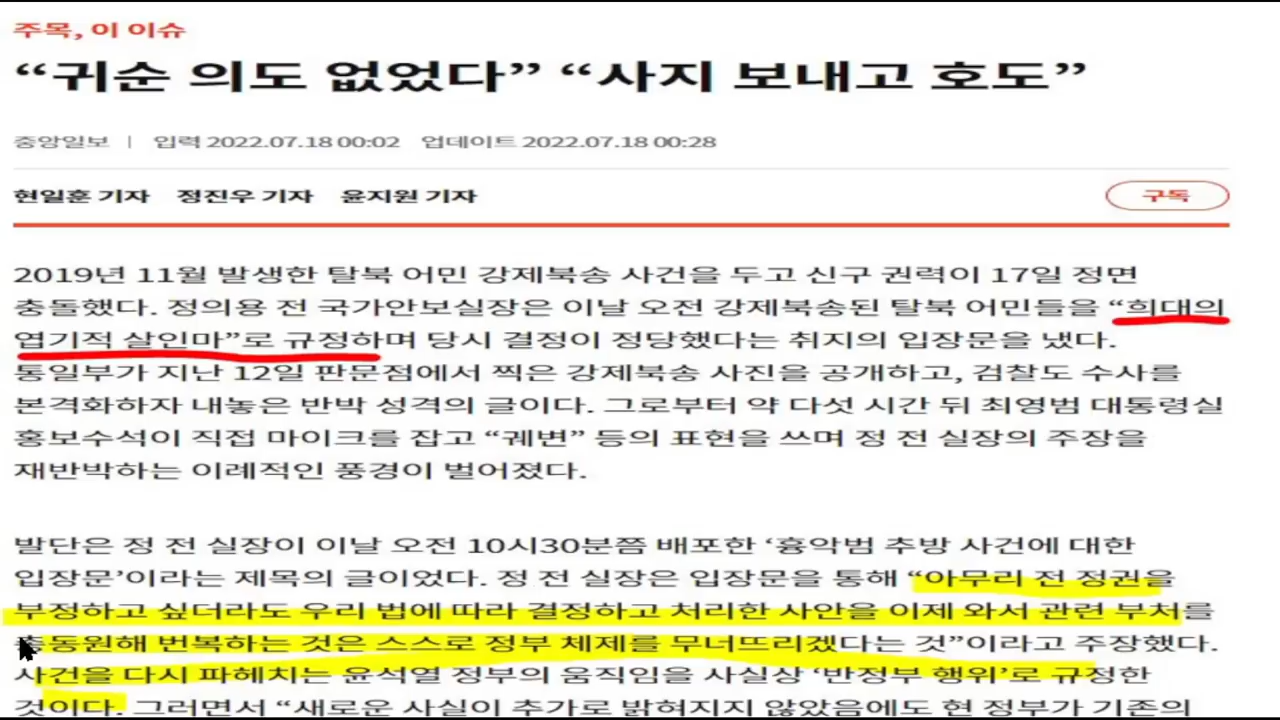 주목, 이 이슈
“귀순 의도 없었다” “사지 보내고 호도”
중앙일보 | 입력 2022.07.18 00:02 업데이트 2022.07.18 00:28
현일훈 기자 정진우 기자 윤지원 기자
구독
2019년 11월 발생한 탈북 어민 강제북송 사건을 두고 신구 권력이 17일 정면
충돌했다. 정의용 전 국가안보실장은 이날 오전 강제북송된 탈북 어민들을 “희대의
엽기적 살인마”로 규정하며 당시 결정이 정당했다는 취지의 입장문을 냈다.
통일부가 지난 12일 판문점에서 찍은 강제북송 사진을 공개하고, 검찰도 수사를
본격화하자 내놓은 반박 성격의 글이다. 그로부터 약 다섯 시간 뒤 최영범 대통령실
홍보수석이 직접 마이크를 잡고 “궤변” 등의 표현을 쓰며 정 전 실장의 주장을
재반박하는 이례적인 풍경이 벌어졌다.
발단은 정 전 실장이 이날 오전 10시30분쯤 배포한 ‘흉악범 추방 사건에 대한
입장문’이라는 제목의 글이었다. 정 전 실장은 입장문을 통해 “아무리 전 정권을
부정하고 싶더라도 우리 법에 따라 결정하고 처리한 사안을 이제 와서 관련 부처를
총동원해 번복하는 것은 스스로 정부 체제를 무너뜨리겠다는 것”이라고 주장했다.
사건을 다시 파헤치는 윤석열 정부의 움직임을 사실상 ‘반정부 행위’로 규정한
것이다. 그러면서 “새로운 사실이 추가로 밝혀지지 않았음에도 현 정부가 기존의